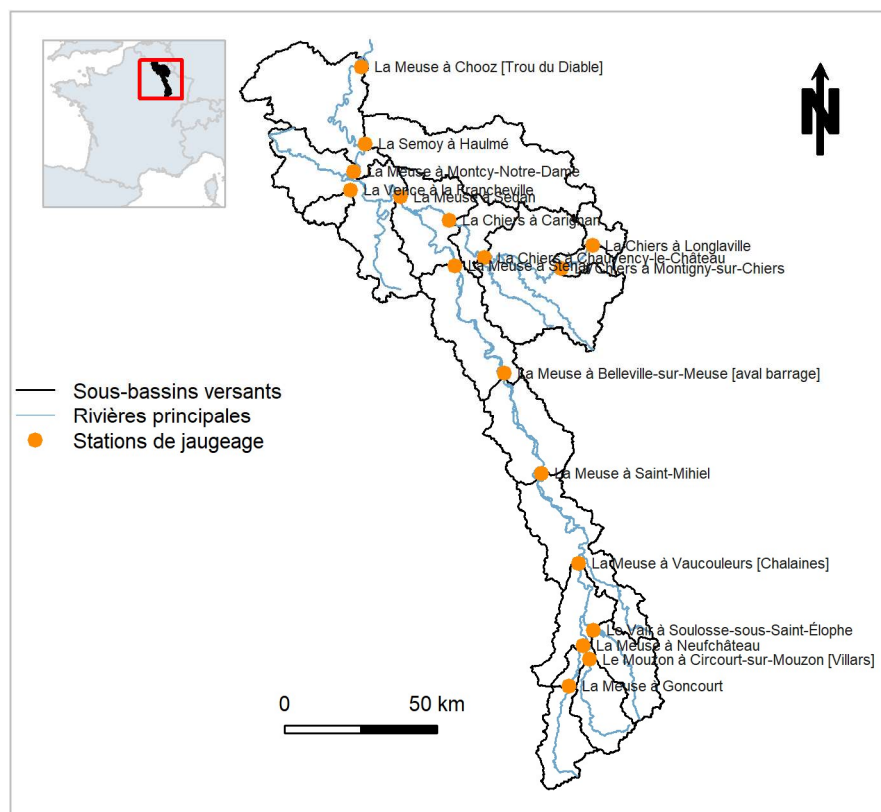 La Meuse à Chooz [Trou du Diable]
N
La Semoy à Haulmé
La Meuse à Montcy-Notre-Dame
La Vence à la Francheville
La Meuse à Sedan
La Chiers à Carignan
La Chiers à Longlaville
La Chiers à Chauvency-le-Château
La Meuse à Stenay
La Chiers à Montigny-sur-Chiers
La Meuse à Belleville-sur-Meuse [aval barrage]
Sous-bassins versants
Rivières principales
Stations de jaugeage
La Meuse à Saint-Mihiel
La Meuse à Vaucouleurs [Chalaines]
Le Vair à Soulosse-sous-Saint-Élophe
La Meuse à Neufchâteau
Le Mouzon à Circourt-sur-Mouzon [Villars]
La Meuse à Goncourt
0 50 km